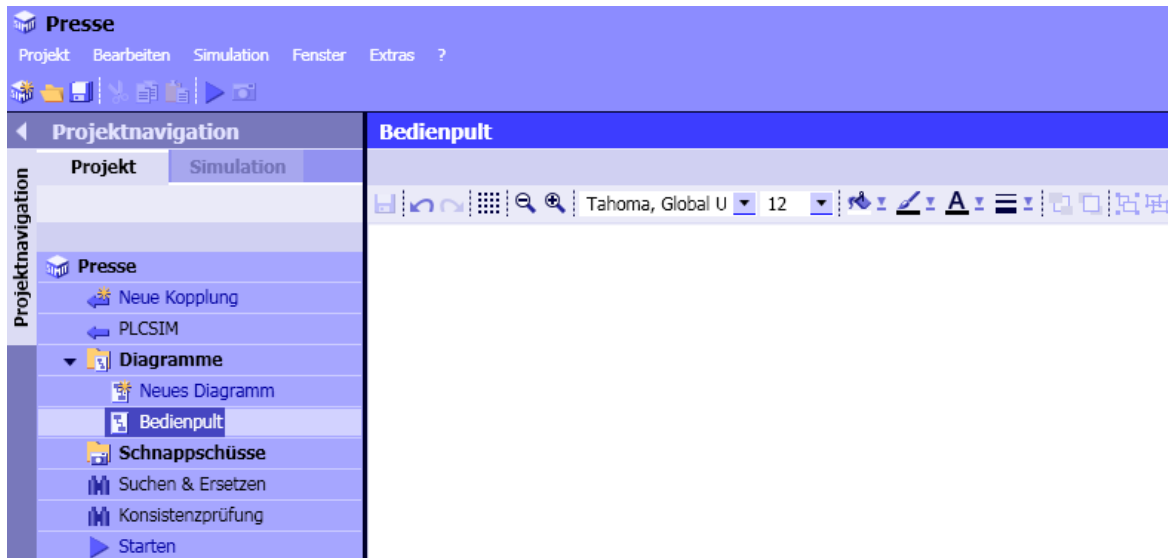 Presse
Projekt Bearbeiten Simulation Fenster Extras ?
Projektnavigation
Bedienpult
Projekt Simulation
Tahoma, Global U 12 A
Projektnavigation
Presse
Neue Kopplung
PLCSIM
Diagramme
Neues Diagramm
Bedienpult
Schnappschüsse
Suchen & Ersetzen
Konsistenzprüfung
Starten